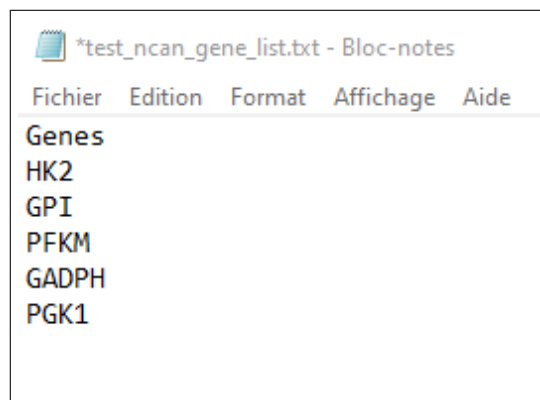 *test_ncan_gene_list.txt - Bloc-notes
Fichier Edition Format Affichage Aide
Genes
HK2
GPI
PFKM
GADPH
PGK1